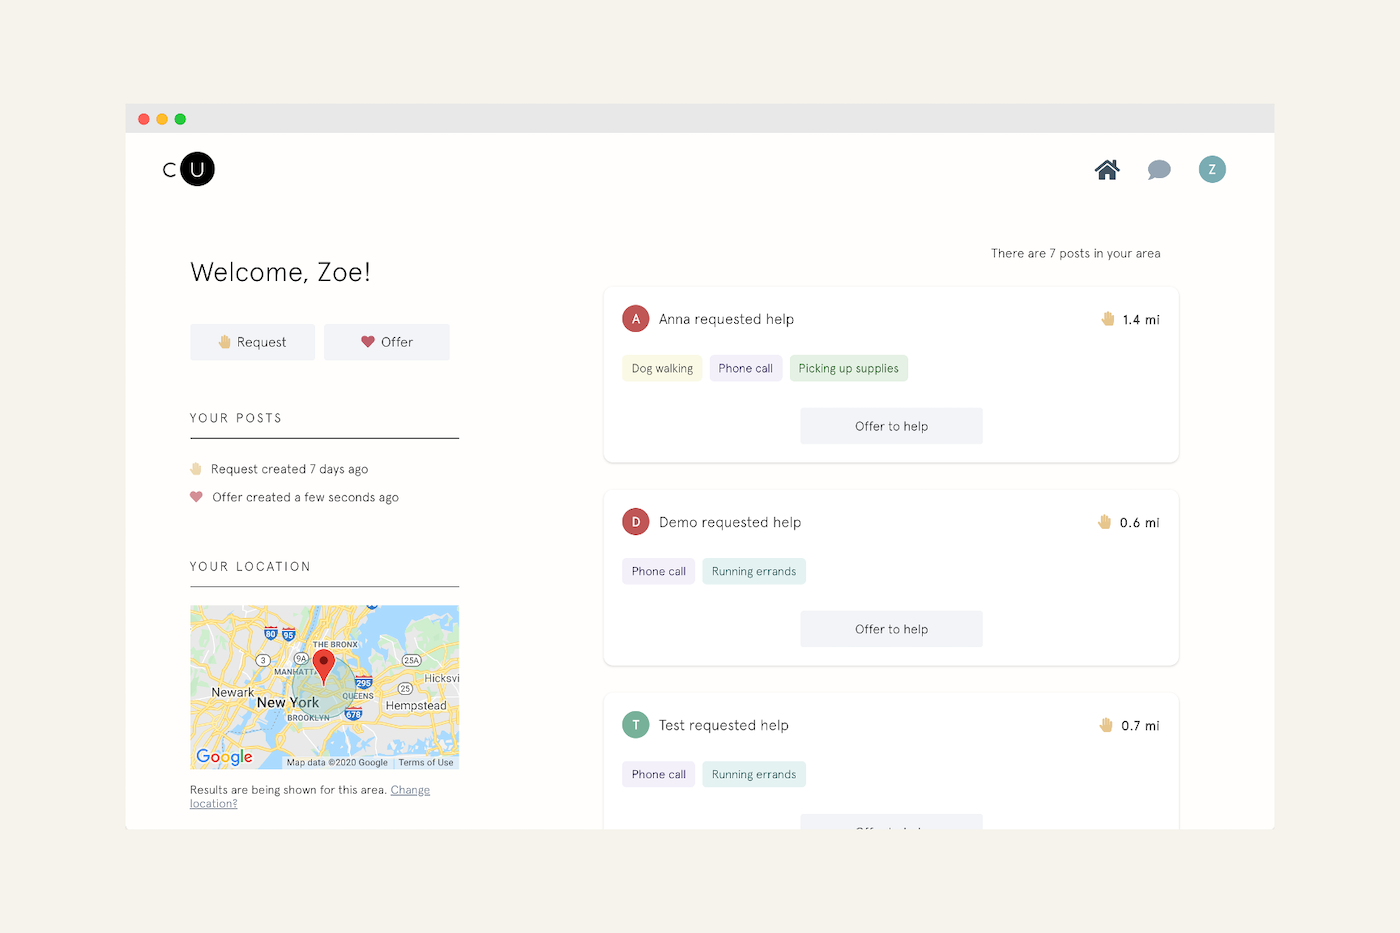 C U
Z
Welcome, Zoe!
Request
Offer
YOUR POSTS
Request created 7 days ago
Offer created a few seconds ago
YOUR LOCATION
80
95
THE BRONX
3
9A
25A
MANHATTA
295
Hicksvi
Newark
QUEENS
25
New York
Hempstead
BROOKLYN
678
Google
Map data ©2020 Google
Terms of Use
Results are being shown for this area. Change
location?
There are 7 posts in your area
A
Anna requested help
1.4 mi
Dog walking
Phone call
Picking up supplies
Offer to help
D
Demo requested help
0.6 mi
Phone call
Running errands
Offer to help
T
Test requested help
0.7 mi
Phone call
Running errands